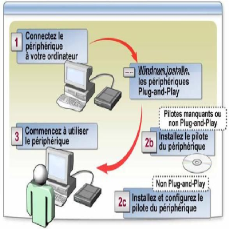 1 Connectez le
périphérique
à votre ordinateur
Windows installe
les périphériques
Plug-and-Play
Pilotes manquants ou
non Plug-and-Play
3 Commencez à utiliser
le périphérique
2b Installez le pilote
du périphérique
Non Plug-and-Play
2c Installez et configurez le
pilote du périphérique